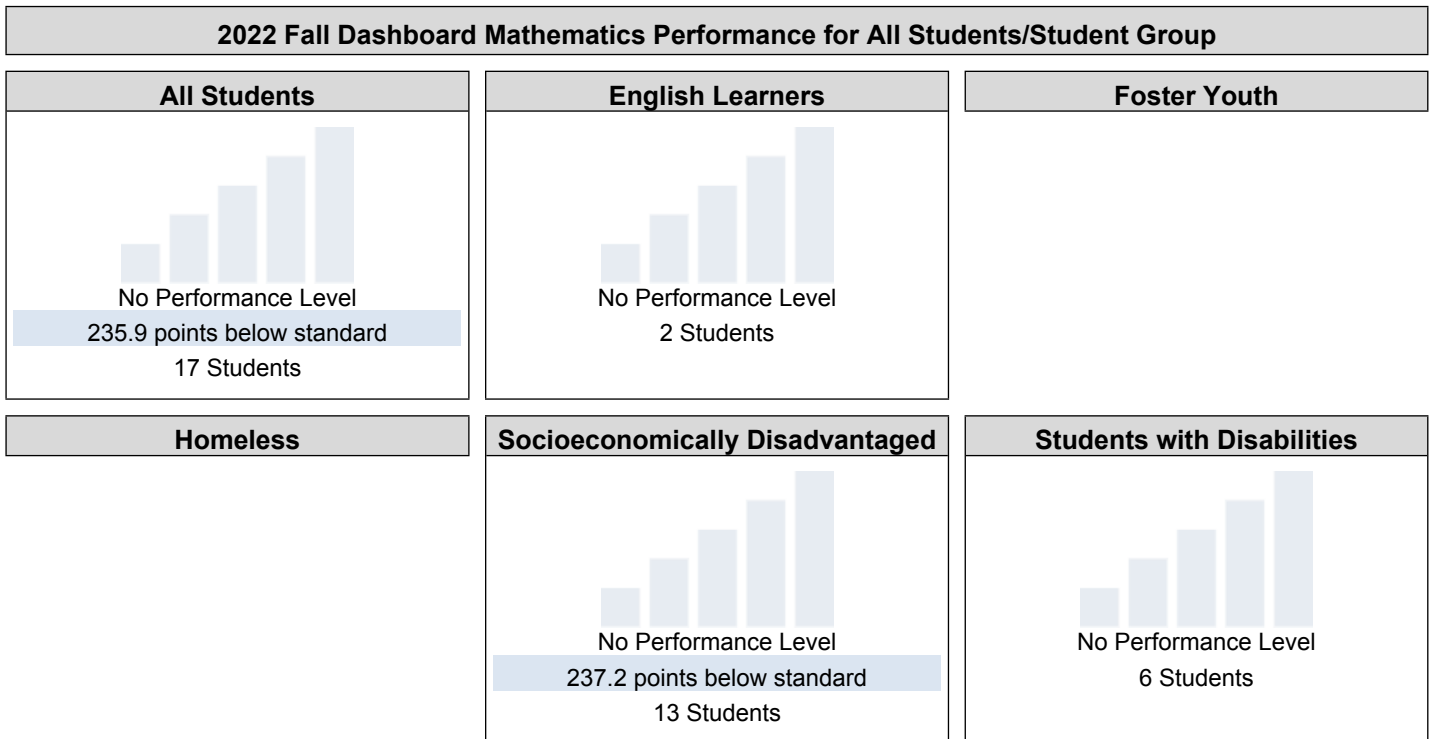 2022 Fall Dashboard Mathematics Performance for All Students/Student Group
All Students
No Performance Level
235.9 points below standard
17 Students
English Learners
No Performance Level
2 Students
Foster Youth
Homeless
Socioeconomically Disadvantaged
No Performance Level
237.2 points below standard
13 Students
Students with Disabilities
No Performance Level
6 Students